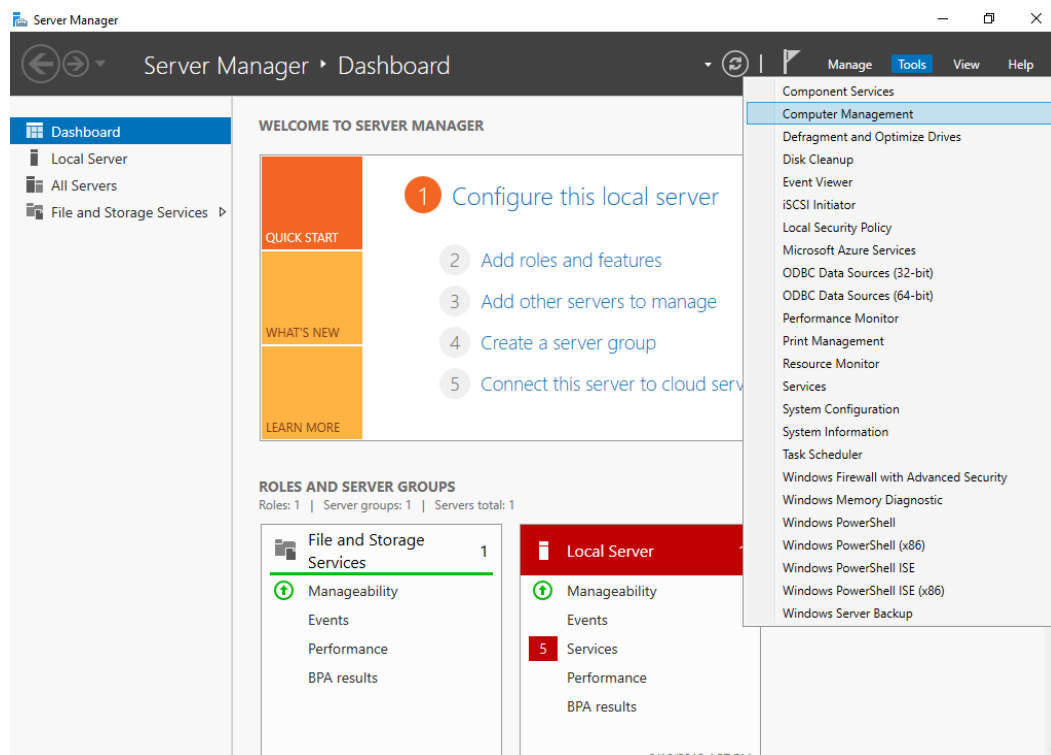 Server Manager
Server Manager • Dashboard
Manage Tools View Help
Dashboard
Local Server
All Servers
File and Storage Services
WELCOME TO SERVER MANAGER
QUICK START
WHAT'S NEW
LEARN MORE
1 Configure this local server
2 Add roles and features
3 Add other servers to manage
4 Create a server group
5 Connect this server to cloud serv
ROLES AND SERVER GROUPS
Roles: 1 | Server groups: 1 | Servers total: 1
File and Storage
Services
1
Manageability
Events
Performance
BPA results
Local Server
Manageability
Events
5 Services
Performance
BPA results
Component Services
Computer Management
Defragment and Optimize Drives
Disk Cleanup
Event Viewer
iSCSI Initiator
Local Security Policy
Microsoft Azure Services
ODBC Data Sources (32-bit)
ODBC Data Sources (64-bit)
Performance Monitor
Print Management
Resource Monitor
Services
System Configuration
System Information
Task Scheduler
Windows Firewall with Advanced Security
Windows Memory Diagnostic
Windows PowerShell
Windows PowerShell (x86)
Windows PowerShell ISE
Windows PowerShell ISE (x86)
Windows Server Backup